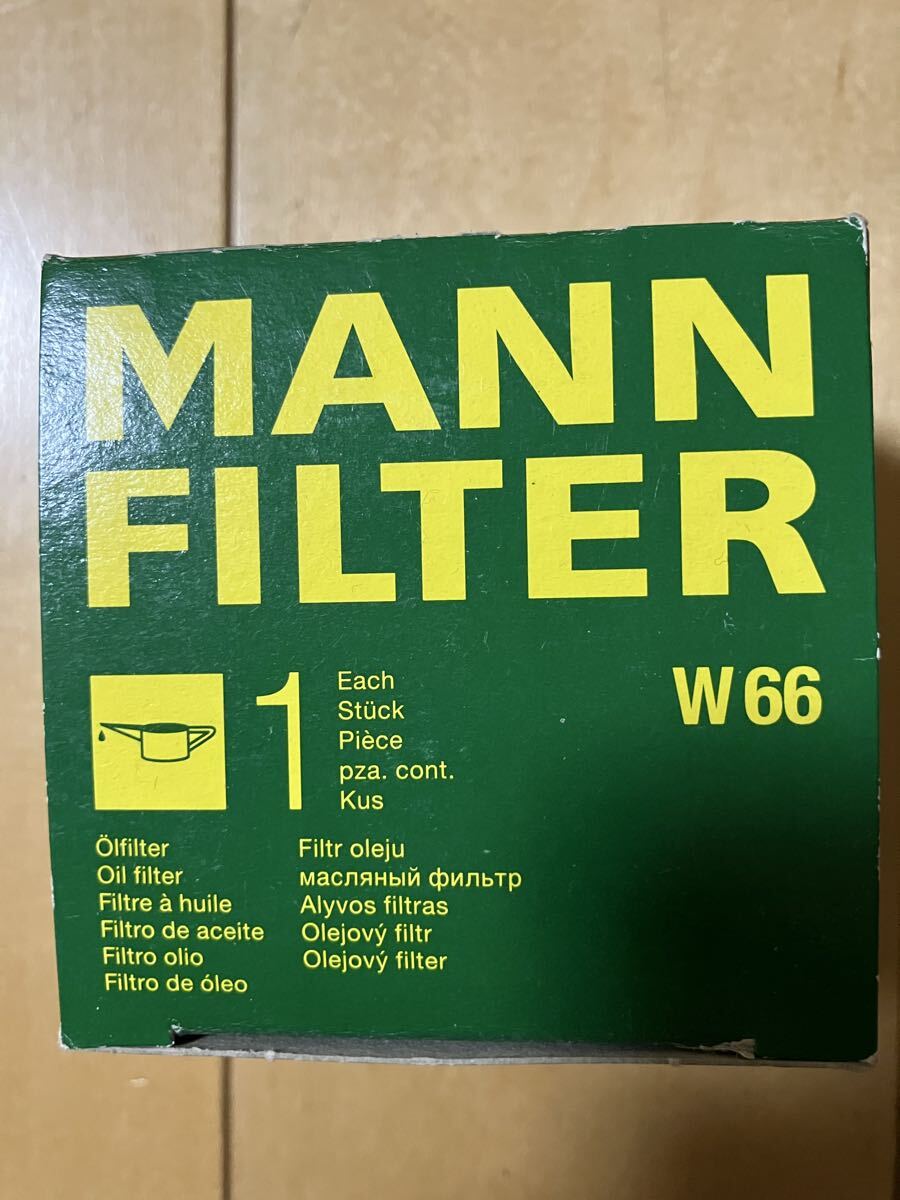 MANN
FILTER
1
Each
Stück
Pièce
pza. cont.
Kus
W 66
Ölfilter
Oil filter
Filtre à huile
Filtro de aceite
Filtro olio
Filtro de óleo
Filtr oleju
масляный фильтр
Alyvos filtras
Olejový filtr
Olejový filter